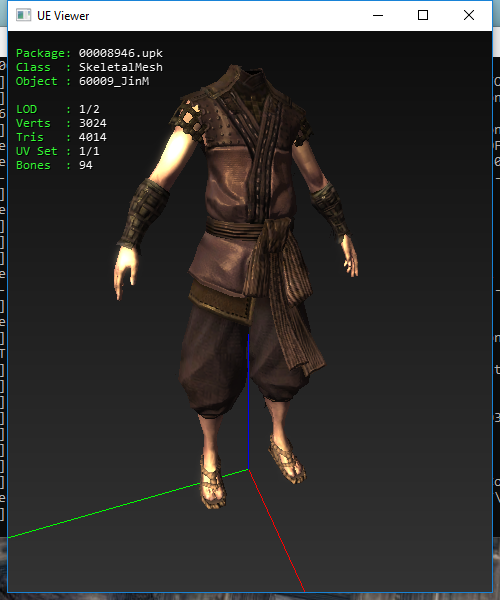 UE Viewer
Package: 00008946.upk
Class : SkeletalMesh
Object : 60009_JinM
LOD : 1/2
Verts : 3024
Tris : 4014
UV Set : 1/1
Bones : 94